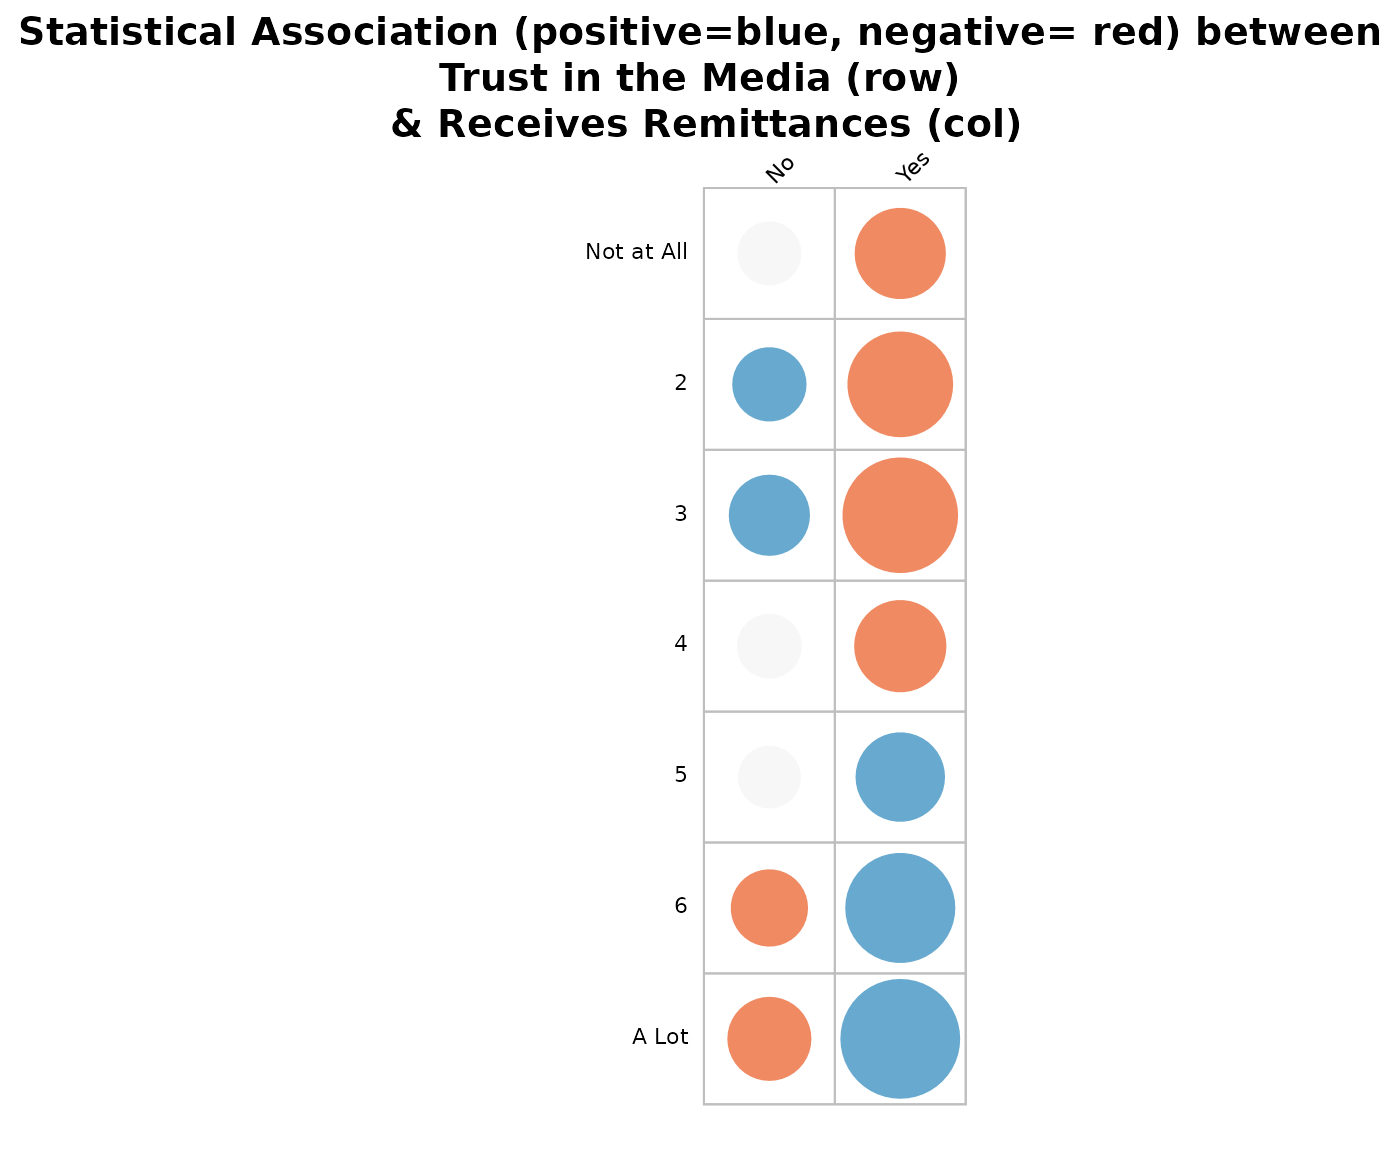 Statistical Association (positive=blue, negative= red) between
Trust in the Media (row)
& Receives Remittances (col)
No Yes
Not at All
2
3
4
5
6
A Lot